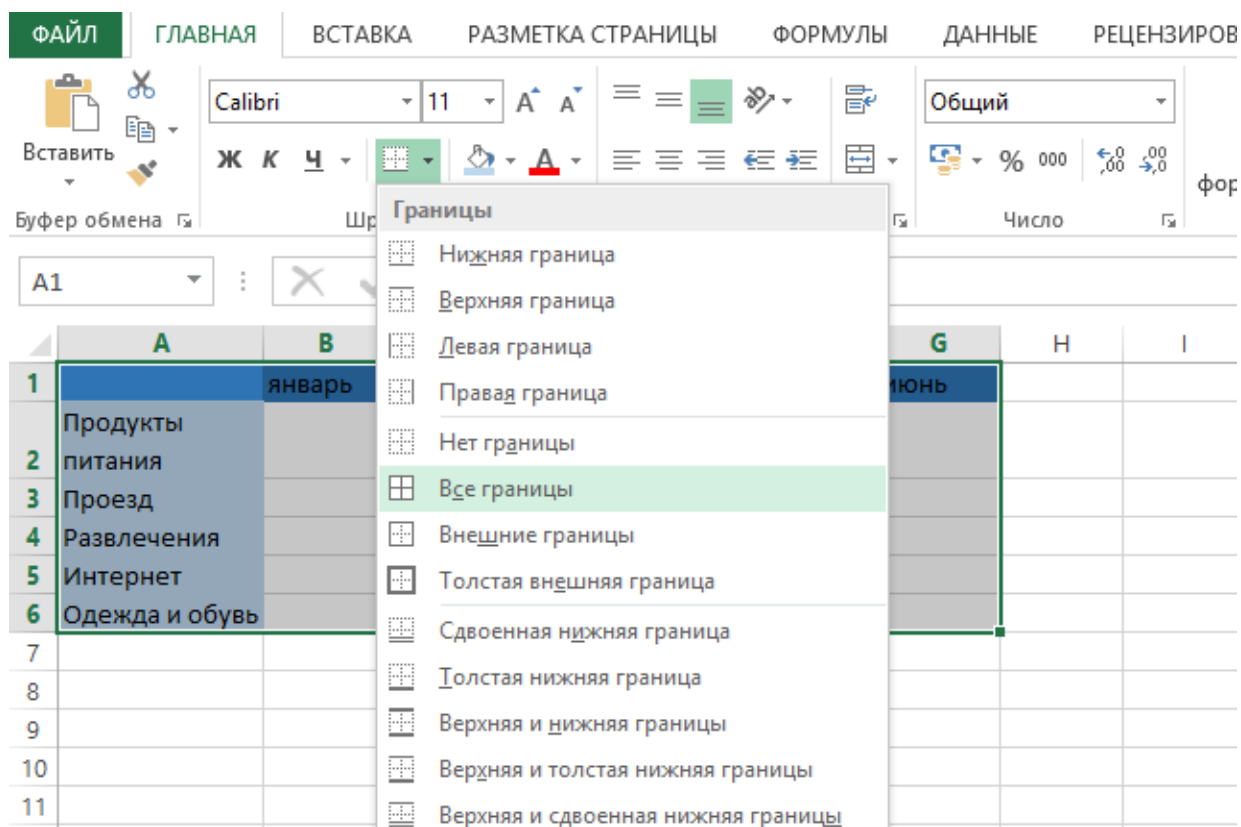 ФАЙЛ ГЛАВНАЯ ВСТАВКА РАЗМЕТКА СТРАНИЦЫ ФОРМУЛЫ ДАННЫЕ РЕЦЕНЗИРОВ
Calibri 11 Общий
Вставить Ж К Ч А % 000
фор
Буфер обмена Шр Число
Границы
A1
Нижняя граница
Верхняя граница
Левая граница
Правая граница
Нет границы
Все границы
Внешние границы
Толстая внешняя граница
Сдвоенная нижняя граница
Толстая нижняя граница
Верхняя и нижняя границы
Верхняя и толстая нижняя границы
Верхняя и сдвоенная нижняя границы
A B G H I
1 январь июнь
2 Продукты питания
3 Проезд
4 Развлечения
5 Интернет
6 Одежда и обувь
7
8
9
10
11